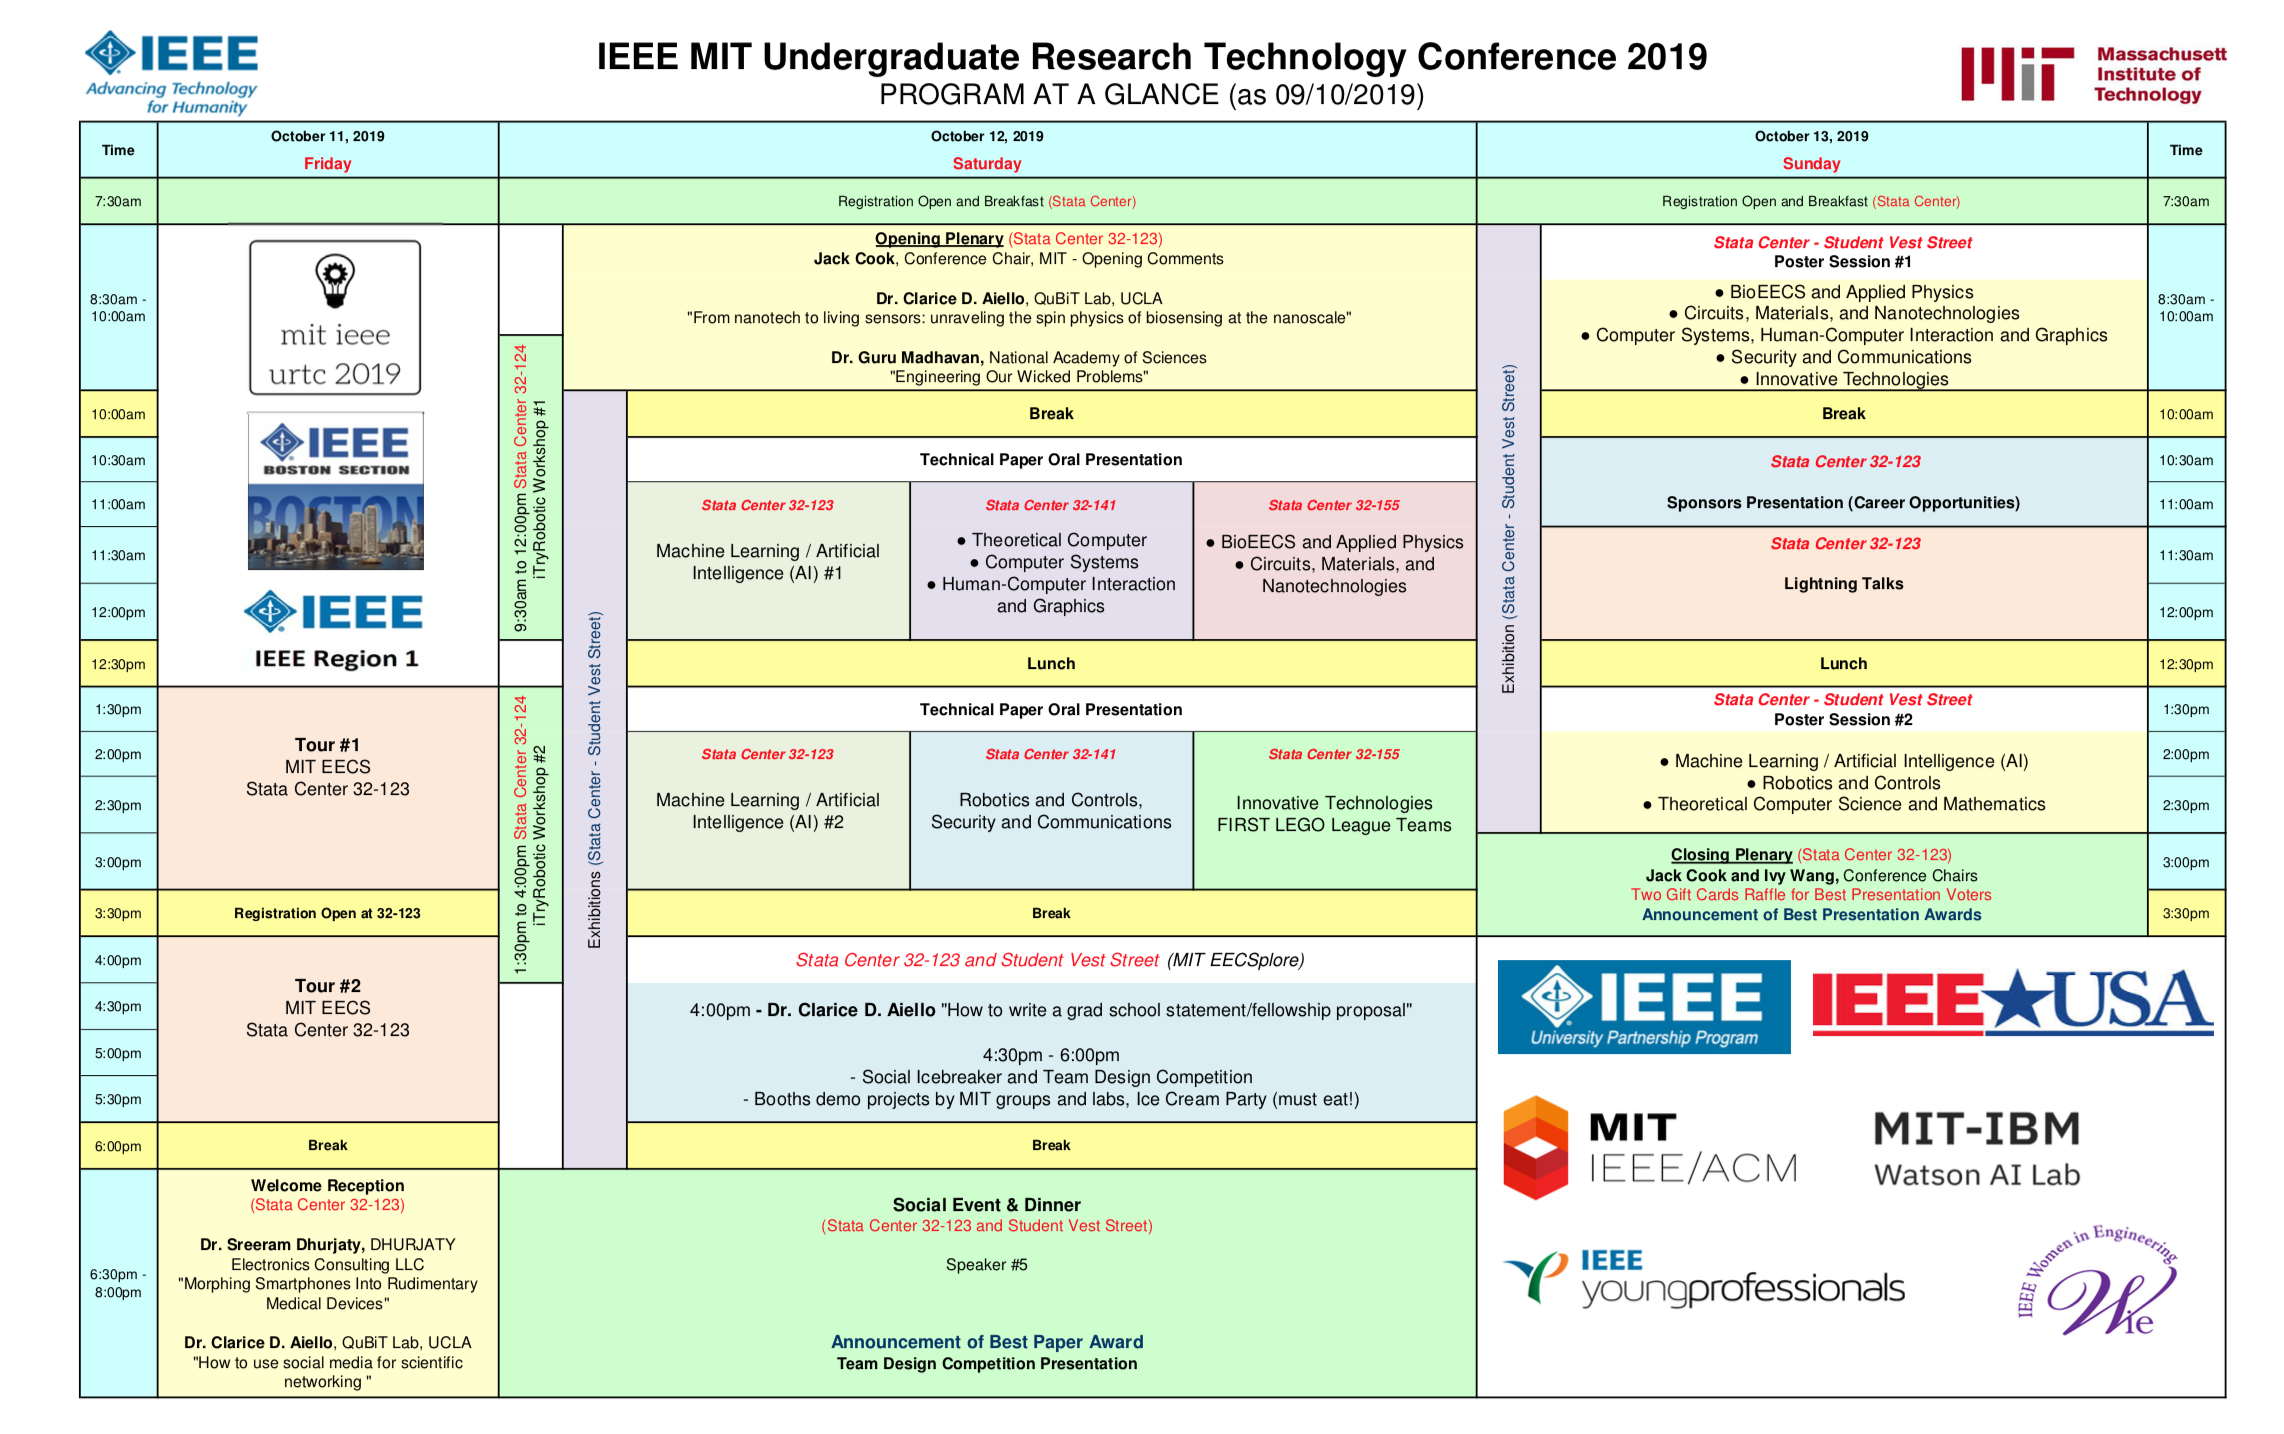 IEEE
Advancing Technology
for Humanity
IEEE MIT Undergraduate Research Technology Conference 2019
PROGRAM AT A GLANCE (as 09/10/2019)
Massachusett
Institute of
Technology
Time
October 11, 2019
Friday
October 12, 2019
Saturday
October 13, 2019
Sunday
Time
7:30am
Registration Open and Breakfast (Stata Center)
Registration Open and Breakfast (Stata Center)
7:30am
8:30am -
10:00am
mit ieee
urtc 2019
IEEE
BOSTON SECTION
BOSTON
IEEE
IEEE Region 1
9:30am to 12:00pm Stata Center 32-124
iTryRobotic Workshop #1
Opening Plenary (Stata Center 32-123)
Jack Cook, Conference Chair, MIT - Opening Comments
Dr. Clarice D. Aiello, QuBiT Lab, UCLA
"From nanotech to living sensors: unraveling the spin physics of biosensing at the nanoscale"
Dr. Guru Madhavan, National Academy of Sciences
"Engineering Our Wicked Problems"
Exhibition (Stata Center - Student Vest Street)
Stata Center - Student Vest Street
Poster Session #1
● BioEECS and Applied Physics
● Circuits, Materials, and Nanotechnologies
● Computer Systems, Human-Computer Interaction and Graphics
● Security and Communications
● Innovative Technologies
8:30am -
10:00am
10:00am
Exhibitions (Stata Center - Student Vest Street)
Break
Break
10:00am
10:30am
Technical Paper Oral Presentation
Stata Center 32-123
Sponsors Presentation (Career Opportunities)
10:30am
11:00am
11:00am
11:30am
12:00pm
Stata Center 32-123
Machine Learning / Artificial
Intelligence (AI) #1
Stata Center 32-141
● Theoretical Computer
● Computer Systems
● Human-Computer Interaction
and Graphics
Stata Center 32-155
● BioEECS and Applied Physics
● Circuits, Materials, and
Nanotechnologies
Stata Center 32-123
Lightning Talks
11:30am
12:00pm
12:30pm
Lunch
Lunch
12:30pm
1:30pm
2:00pm
2:30pm
3:00pm
Tour #1
MIT EECS
Stata Center 32-123
1:30pm to 4:00pm Stata Center 32-124
iTryRobotic Workshop #2
Technical Paper Oral Presentation
Stata Center 32-123
Machine Learning / Artificial
Intelligence (AI) #2
Stata Center 32-141
Robotics and Controls,
Security and Communications
Stata Center 32-155
Innovative Technologies
FIRST LEGO League Teams
Stata Center - Student Vest Street
Poster Session #2
● Machine Learning / Artificial Intelligence (AI)
● Robotics and Controls
● Theoretical Computer Science and Mathematics
1:30pm
2:00pm
2:30pm
3:00pm
Closing Plenary (Stata Center 32-123)
Jack Cook and Ivy Wang, Conference Chairs
Two Gift Cards Raffle for Best Presentation Voters
Announcement of Best Presentation Awards
3:30pm
Registration Open at 32-123
Break
3:30pm
4:00pm
4:30pm
5:00pm
5:30pm
Tour #2
MIT EECS
Stata Center 32-123
Stata Center 32-123 and Student Vest Street (MIT EECSplore)
4:00pm - Dr. Clarice D. Aiello "How to write a grad school statement/fellowship proposal"
4:30pm - 6:00pm
- Social Icebreaker and Team Design Competition
- Booths demo projects by MIT groups and labs, Ice Cream Party (must eat!)
6:00pm
Break
Break
6:30pm -
8:00pm
Welcome Reception
(Stata Center 32-123)
Dr. Sreeram Dhurjaty, DHURJATY
Electronics Consulting LLC
"Morphing Smartphones Into Rudimentary
Medical Devices"
Dr. Clarice D. Aiello, QuBiT Lab, UCLA
"How to use social media for scientific
networking "
Social Event & Dinner
(Stata Center 32-123 and Student Vest Street)
Speaker #5
Announcement of Best Paper Award
Team Design Competition Presentation
IEEE
University Partnership Program
IEEE USA
MIT
IEEE/ACM
MIT-IBM
Watson AI Lab
IEEE
youngprofessionals
IEEE Women in Engineering
Wie